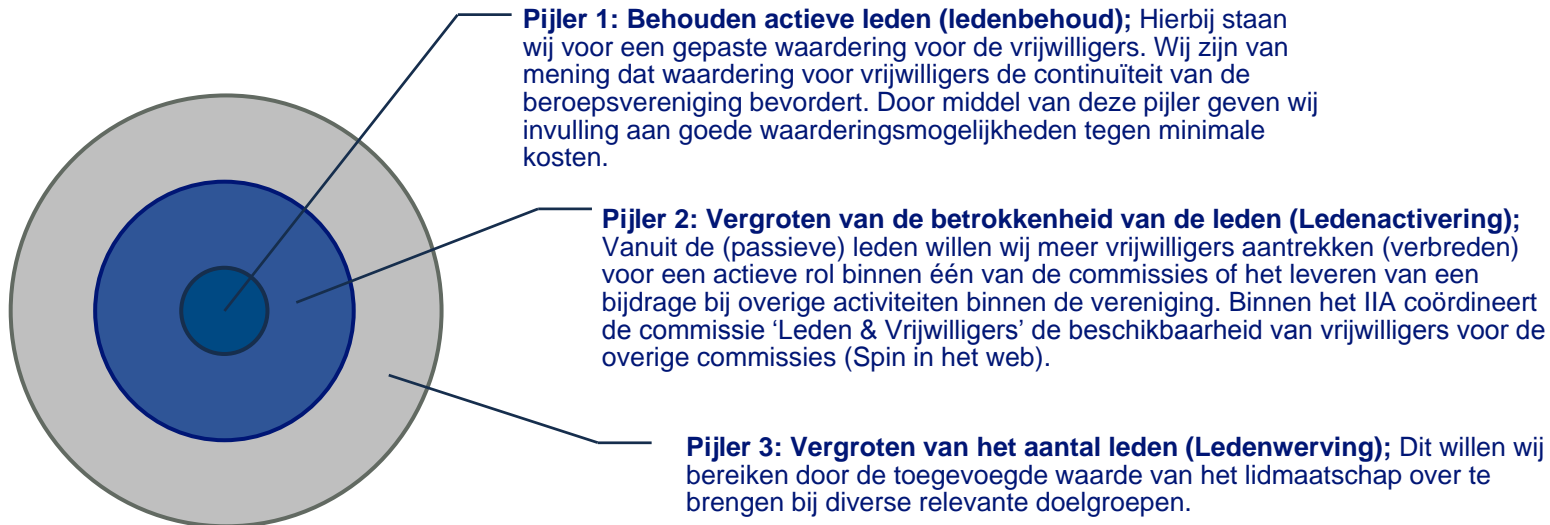 Pijler 1: Behouden actieve leden (ledenbehoud); Hierbij staan
wij voor een gepaste waardering voor de vrijwilligers. Wij zijn van
mening dat waardering voor vrijwilligers de continuïteit van de
beroepsvereniging bevordert. Door middel van deze pijler geven wij
invulling aan goede waarderingsmogelijkheden tegen minimale
kosten.
Pijler 2: Vergroten van de betrokkenheid van de leden (Ledenactivering);
Vanuit de (passieve) leden willen wij meer vrijwilligers aantrekken (verbreden)
voor een actieve rol binnen één van de commissies of het leveren van een
bijdrage bij overige activiteiten binnen de vereniging. Binnen het IIA coördineert
de commissie ‘Leden & Vrijwilligers’ de beschikbaarheid van vrijwilligers voor de
overige commissies (Spin in het web).
Pijler 3: Vergroten van het aantal leden (Ledenwerving); Dit willen wij
bereiken door de toegevoegde waarde van het lidmaatschap over te
brengen bij diverse relevante doelgroepen.